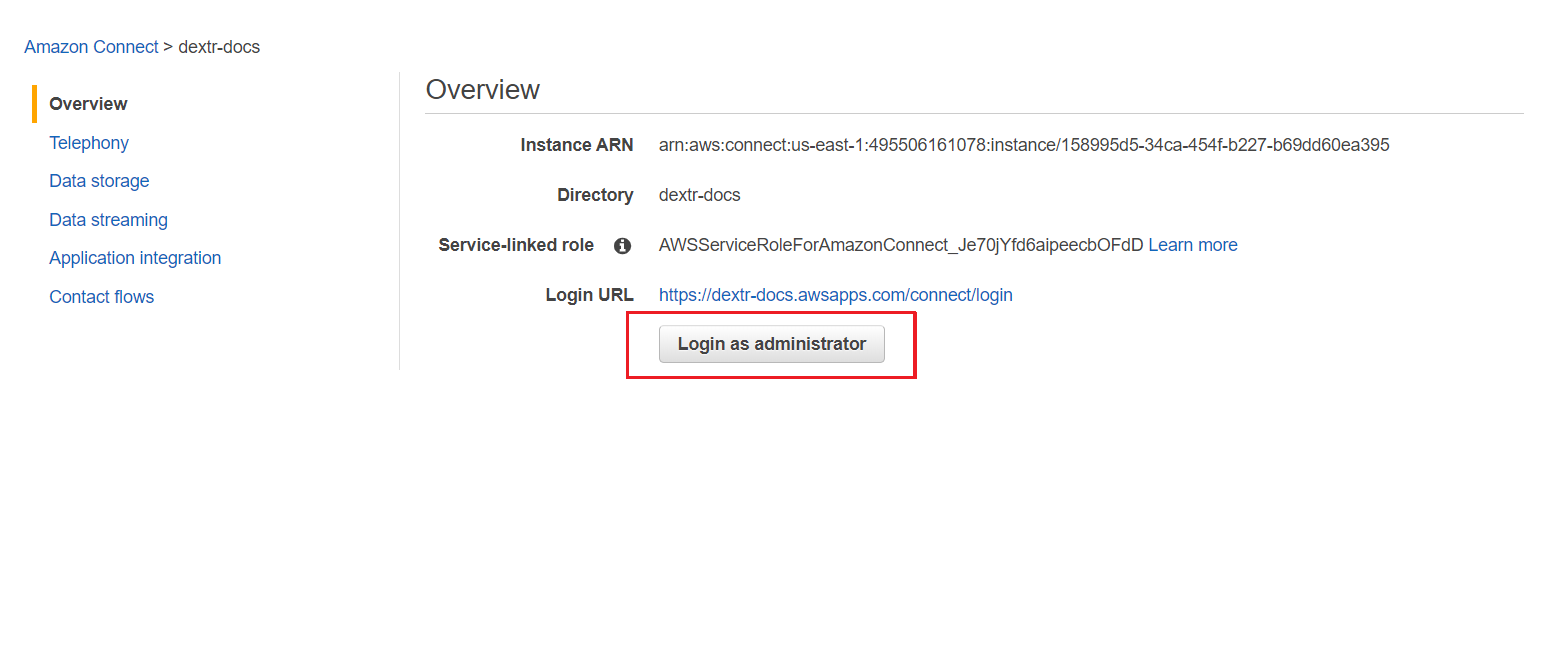 Amazon Connect > dextr-docs
Overview
Telephony
Data storage
Data streaming
Application integration
Contact flows
Overview
Instance ARN arn:aws:connect:us-east-1:495506161078:instance/158995d5-34ca-454f-b227-b69dd60ea395
Directory dextr-docs
Service-linked role AWSServiceRoleForAmazonConnect_Je70jYfd6aipeecbOFdD Learn more
Login URL https://dextr-docs.awsapps.com/connect/login
Login as administrator